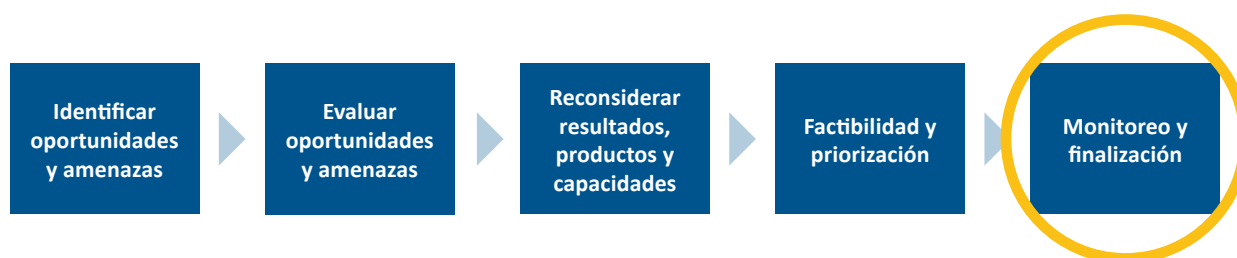 Identificar
oportunidades
y amenazas
Evaluar
oportunidades
y amenazas
Reconsiderar
resultados,
productos y
capacidades
Factibilidad y
priorización
Monitoreo y
finalización